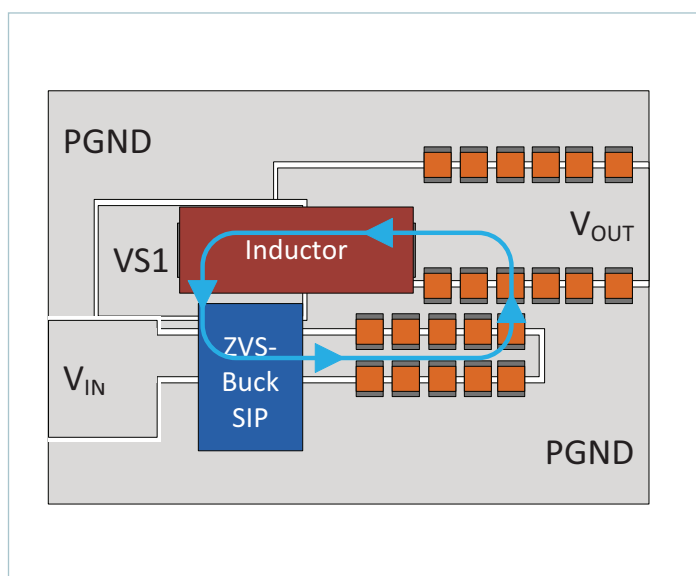 PGND
VOUT
Inductor
VS1
ZVS-
Buck
SIP
VIN
PGND